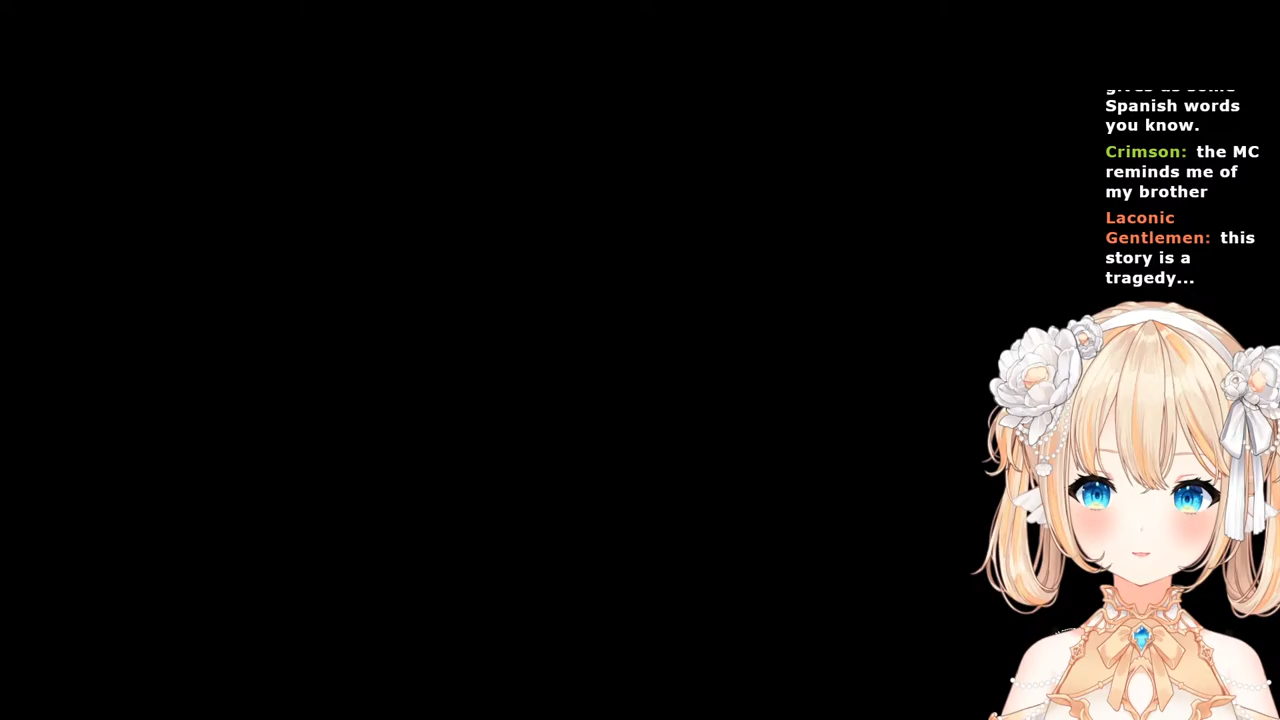 Spanish words
you know.
Crimson: the MC
reminds me of
my brother
Laconic
Gentlemen: this
story is a
tragedy...